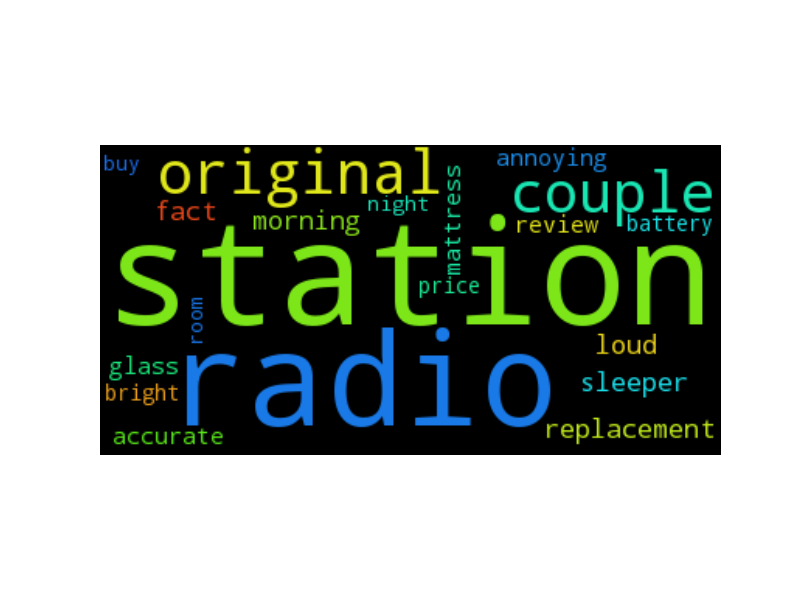 buy
original
annoying
couple
fact
morning
night
mattress
review
battery
station
price
room
radio
loud
glass
sleeper
bright
replacement
accurate